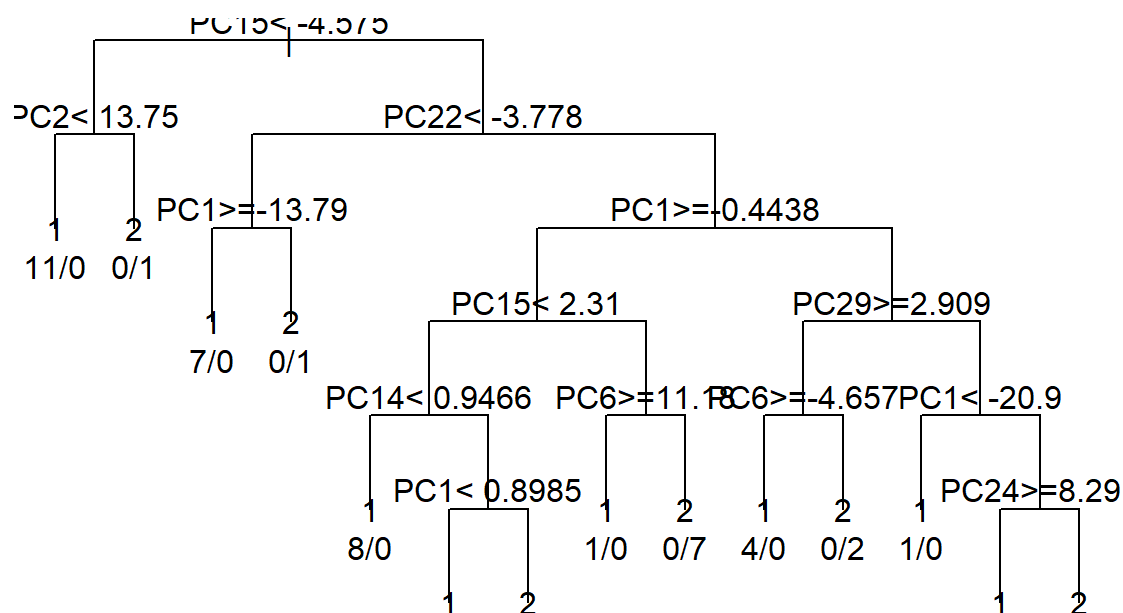 PC15< -4.575
PC2< 13.75 PC22< -3.778
PC1>=-13.79 PC1>=-0.4438
1 2
11/0 0/1
PC15< 2.31 PC29>=2.909
1 2
7/0 0/1
PC14< 0.9466 PC6>=11.18 PC6>=-4.657 PC1< -20.9
PC1< 0.8985 PC24>=8.29
1 1 2 1 2 1
8/0 1/0 0/7 4/0 0/2 1/0
1 2 1 2